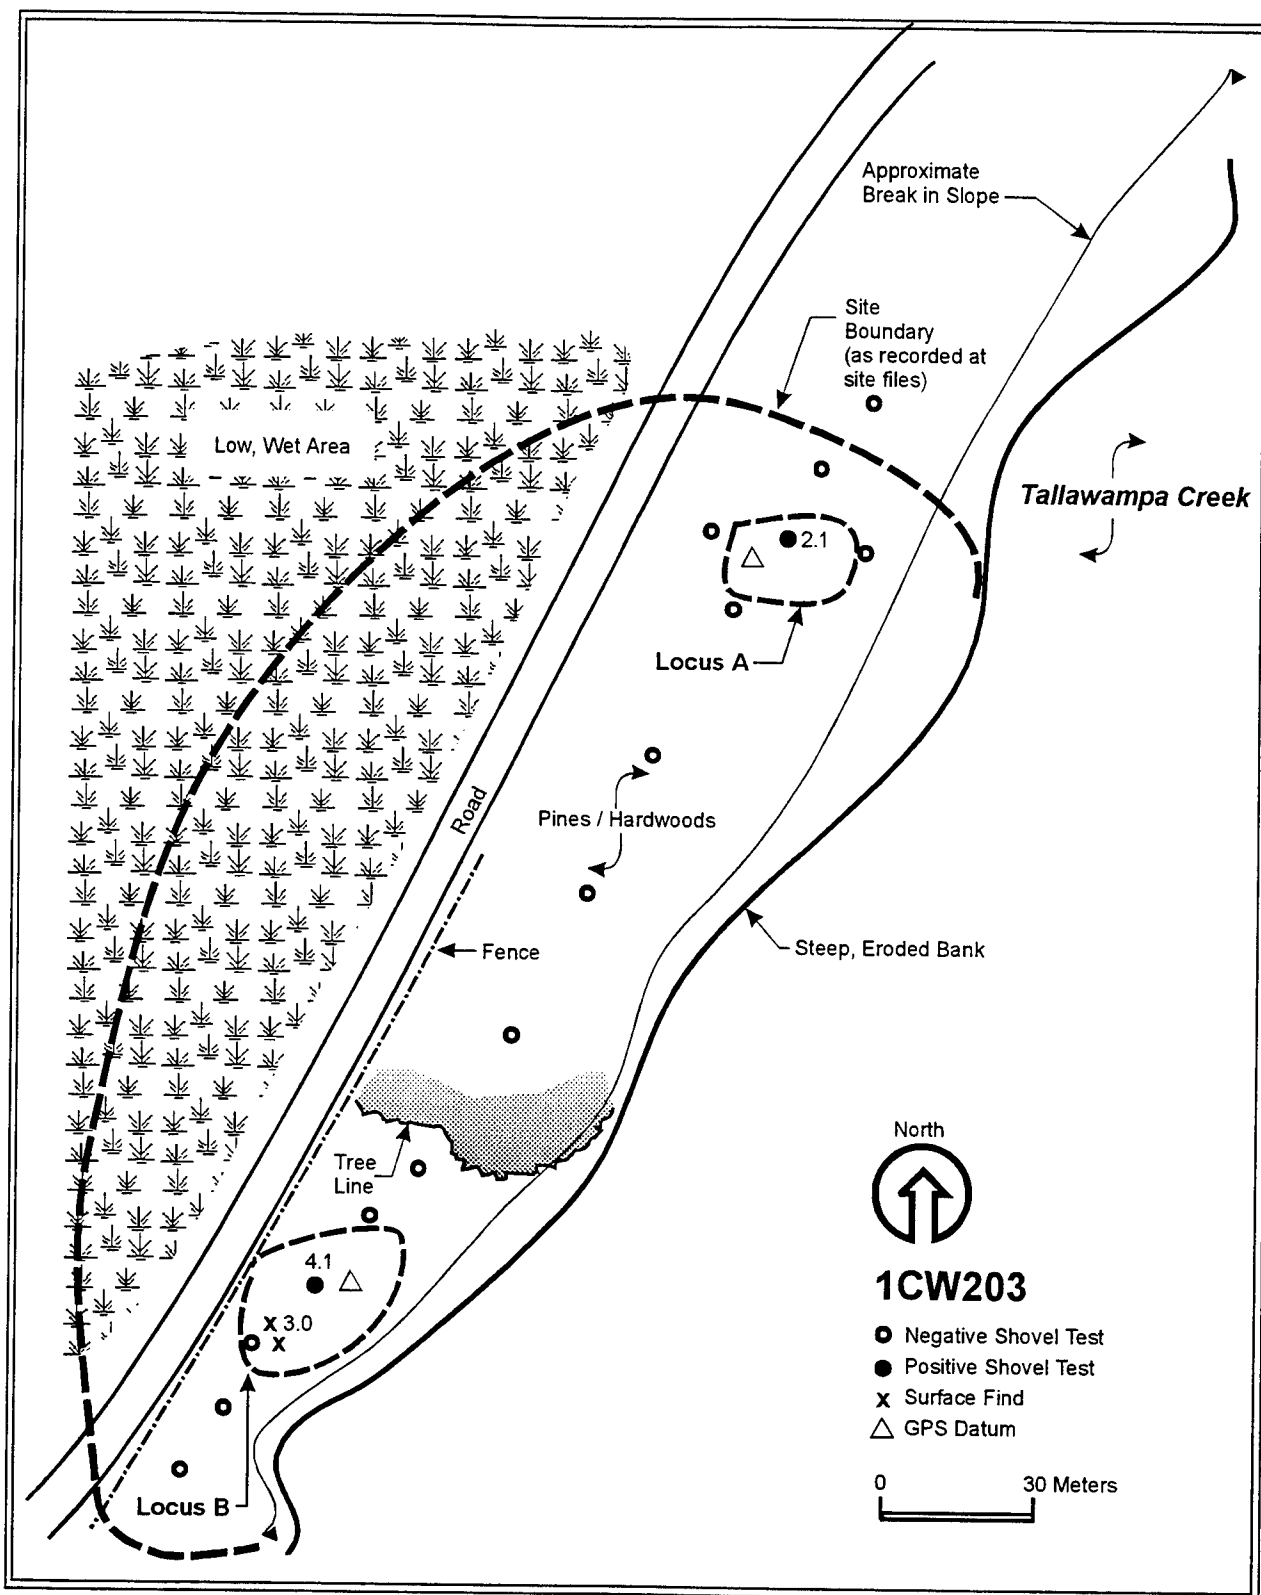 Approximate
Break in Slope
Site
Boundary
(as recorded at
site files)
Low, Wet Area
Tallawampa Creek
2.1
Locus A
Road
Pines / Hardwoods
Fence
Steep, Eroded Bank
Tree
Line
4.1
x 3.0
x
Locus B
North
1CW203
Negative Shovel Test
Positive Shovel Test
x Surface Find
GPS Datum
0 30 Meters